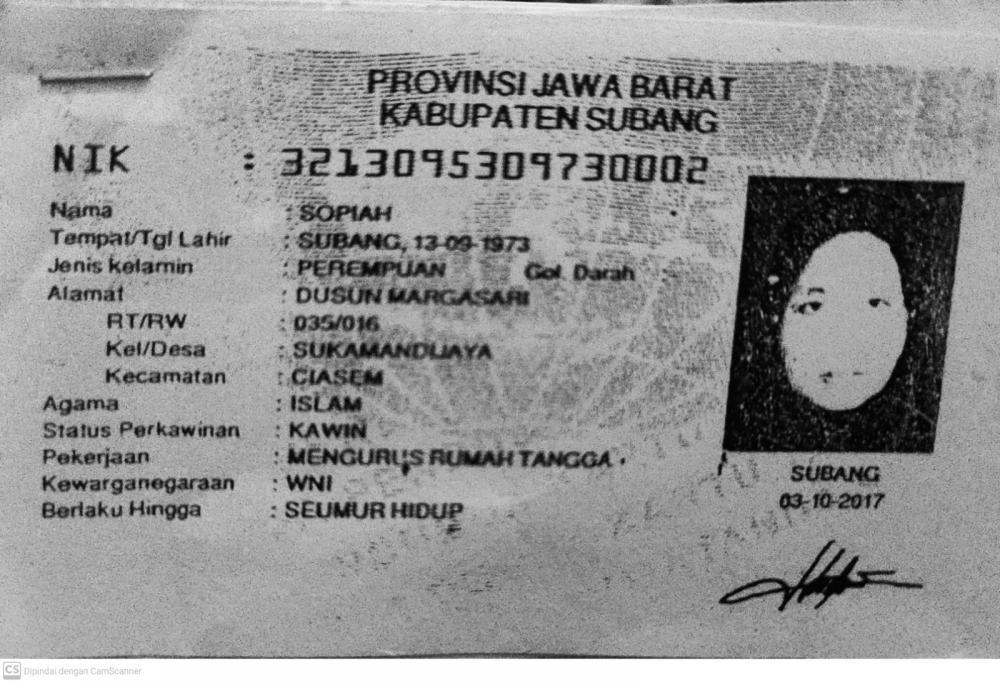 PROVINSI JAWA BARAT
KABUPATEN SUBANG
NIK : 3213095309730002
Nama : SOPIAH
Tempat/Tgl Lahir : SUBANG, 13-09-1973
Jenis kelamin : PEREMPUAN Gol. Darah
Alamat : DUSUN MARGASARI
RT/RW : 035/016
Kel/Desa : SUKAMANDIJAYA
Kecamatan : CIASEM
Agama : ISLAM
Status Perkawinan : KAWIN
Pekerjaan : MENGURUS RUMAH TANGGA
Kewarganegaraan : WNI
Berlaku Hingga : SEUMUR HIDUP
SUBANG
03-10-2017
CS Dipindai dengan CamScanner